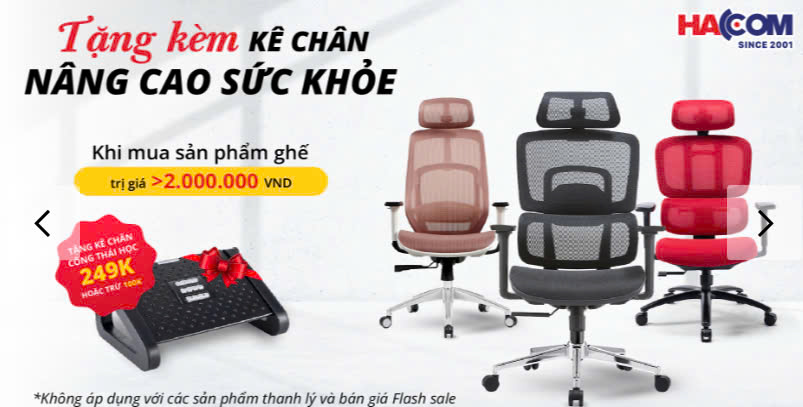 Tặng kèm KÊ CHÂN
NÂNG CAO SỨC KHỎE
HACOM
SINCE 2001
Khi mua sản phẩm ghế
trị giá >2.000.000 VND
TẶNG KÊ CHÂN
CÔNG THÁI HỌC
249K
HOẶC TRỪ 100K
*Không áp dụng với các sản phẩm thanh lý và bán giá Flash sale